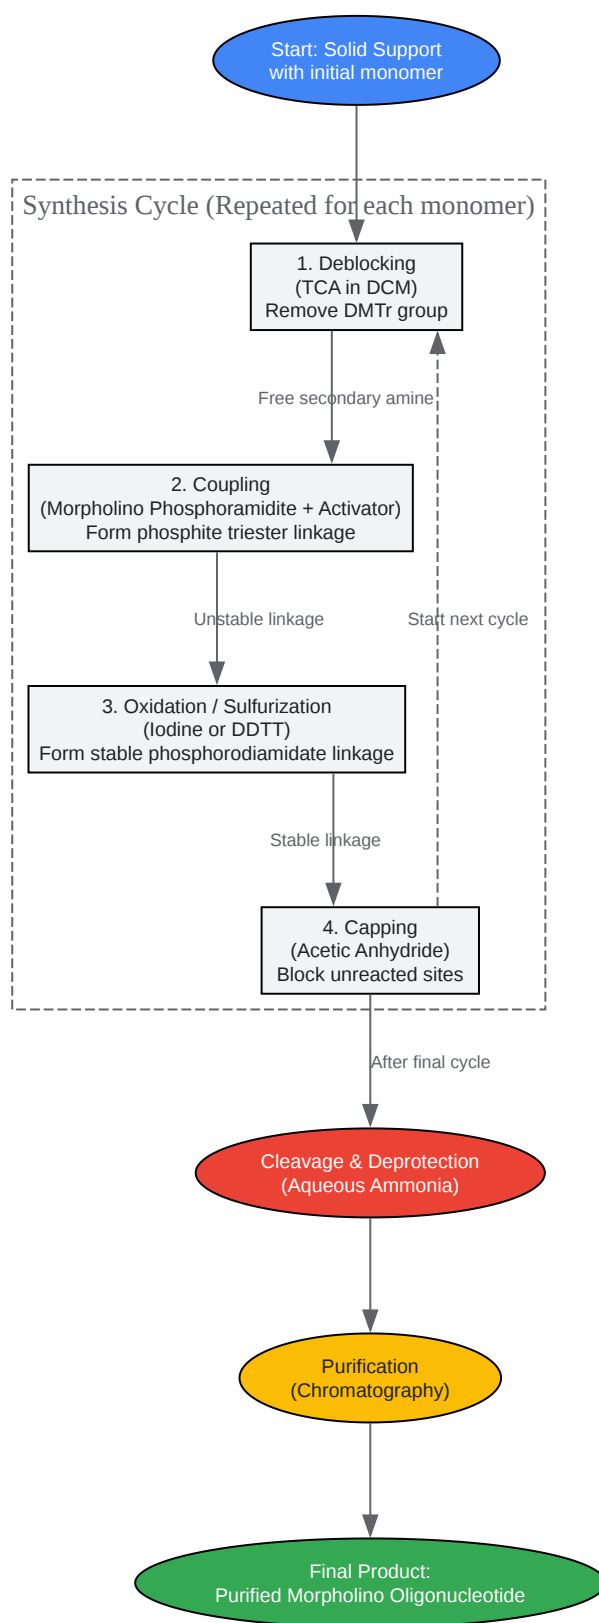 Start: Solid Support
with initial monomer
Synthesis Cycle (Repeated for each monomer)
1. Deblocking
(TCA in DCM)
Remove DMTr group
Free secondary amine
2. Coupling
(Morpholino Phosphoramidite + Activator)
Form phosphite triester linkage
Unstable linkage
Start next cycle
3. Oxidation / Sulfurization
(Iodine or DDTT)
Form stable phosphorodiamidate linkage
Stable linkage
4. Capping
(Acetic Anhydride)
Block unreacted sites
After final cycle
Cleavage & Deprotection
(Aqueous Ammonia)
Purification
(Chromatography)
Final Product:
Purified Morpholino Oligonucleotide